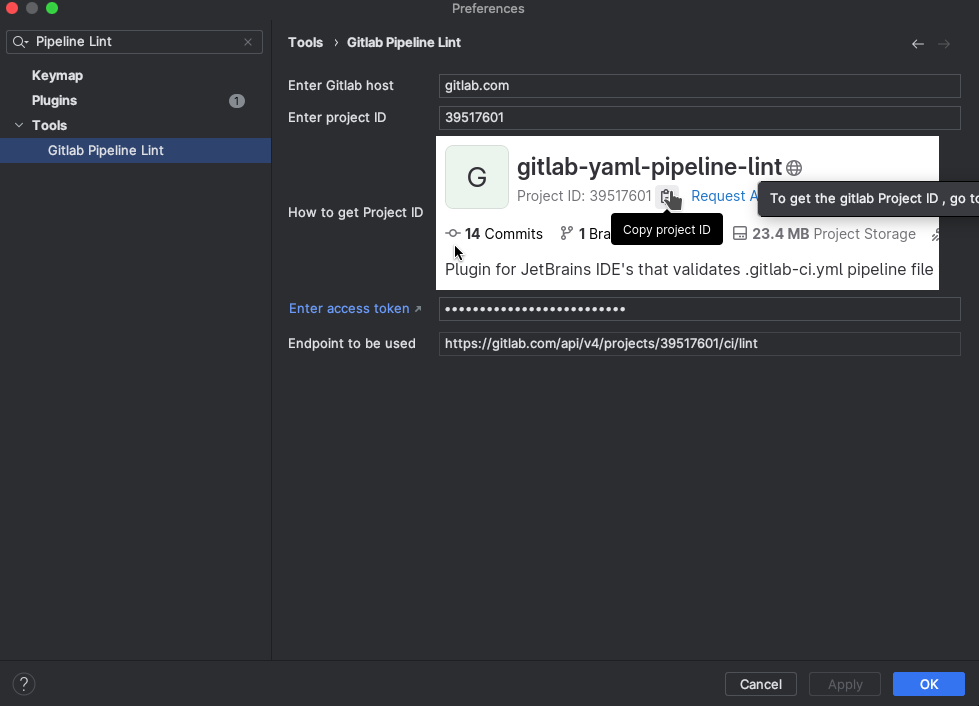 Preferences
Pipeline Lint
Keymap
Plugins 1
Tools
Gitlab Pipeline Lint
Tools › Gitlab Pipeline Lint
Enter Gitlab host gitlab.com
Enter project ID 39517601
How to get Project ID
G
gitlab-yaml-pipeline-lint
Project ID: 39517601 Request A
To get the gitlab Project ID , go to
Copy project ID
14 Commits 1 Bra 23.4 MB Project Storage
Plugin for JetBrains IDE's that validates .gitlab-ci.yml pipeline file
Enter access token ↗ ••••••••••••••••••••••••••
Endpoint to be used https://gitlab.com/api/v4/projects/39517601/ci/lint
? Cancel Apply OK